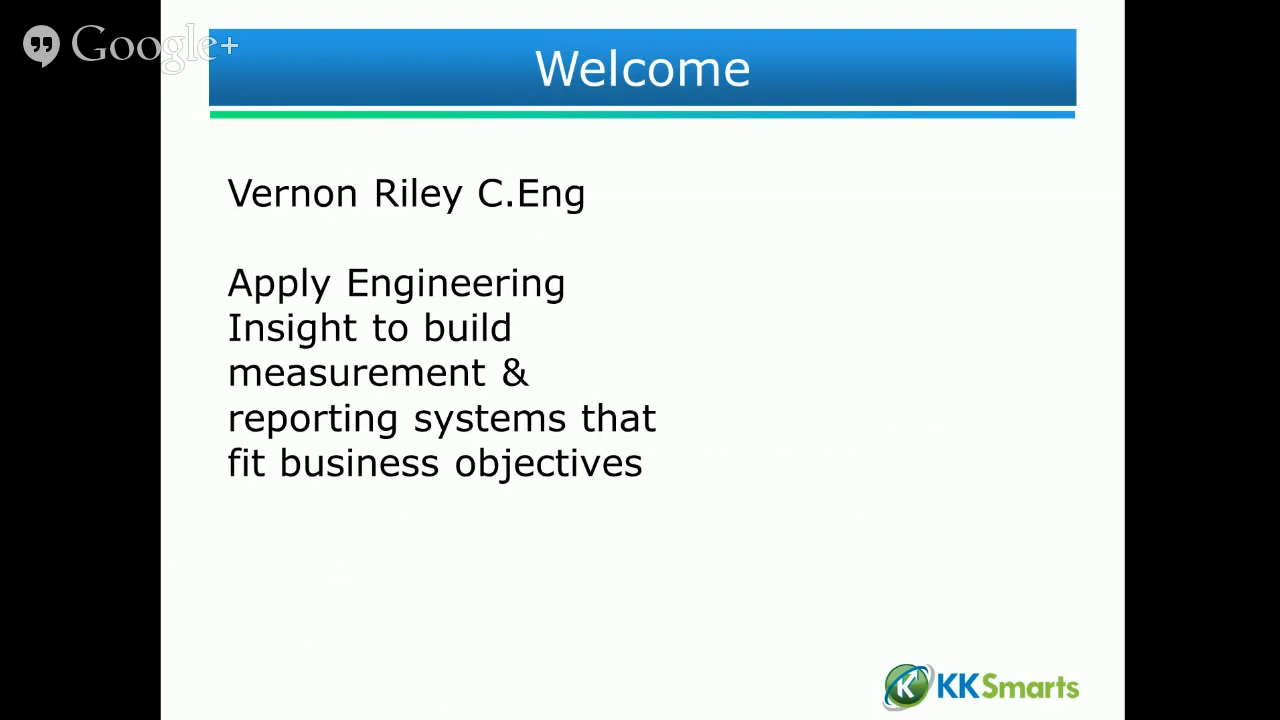 Google+
Welcome
Vernon Riley C.Eng
Apply Engineering
Insight to build
measurement &
reporting systems that
fit business objectives
K KKSmarts